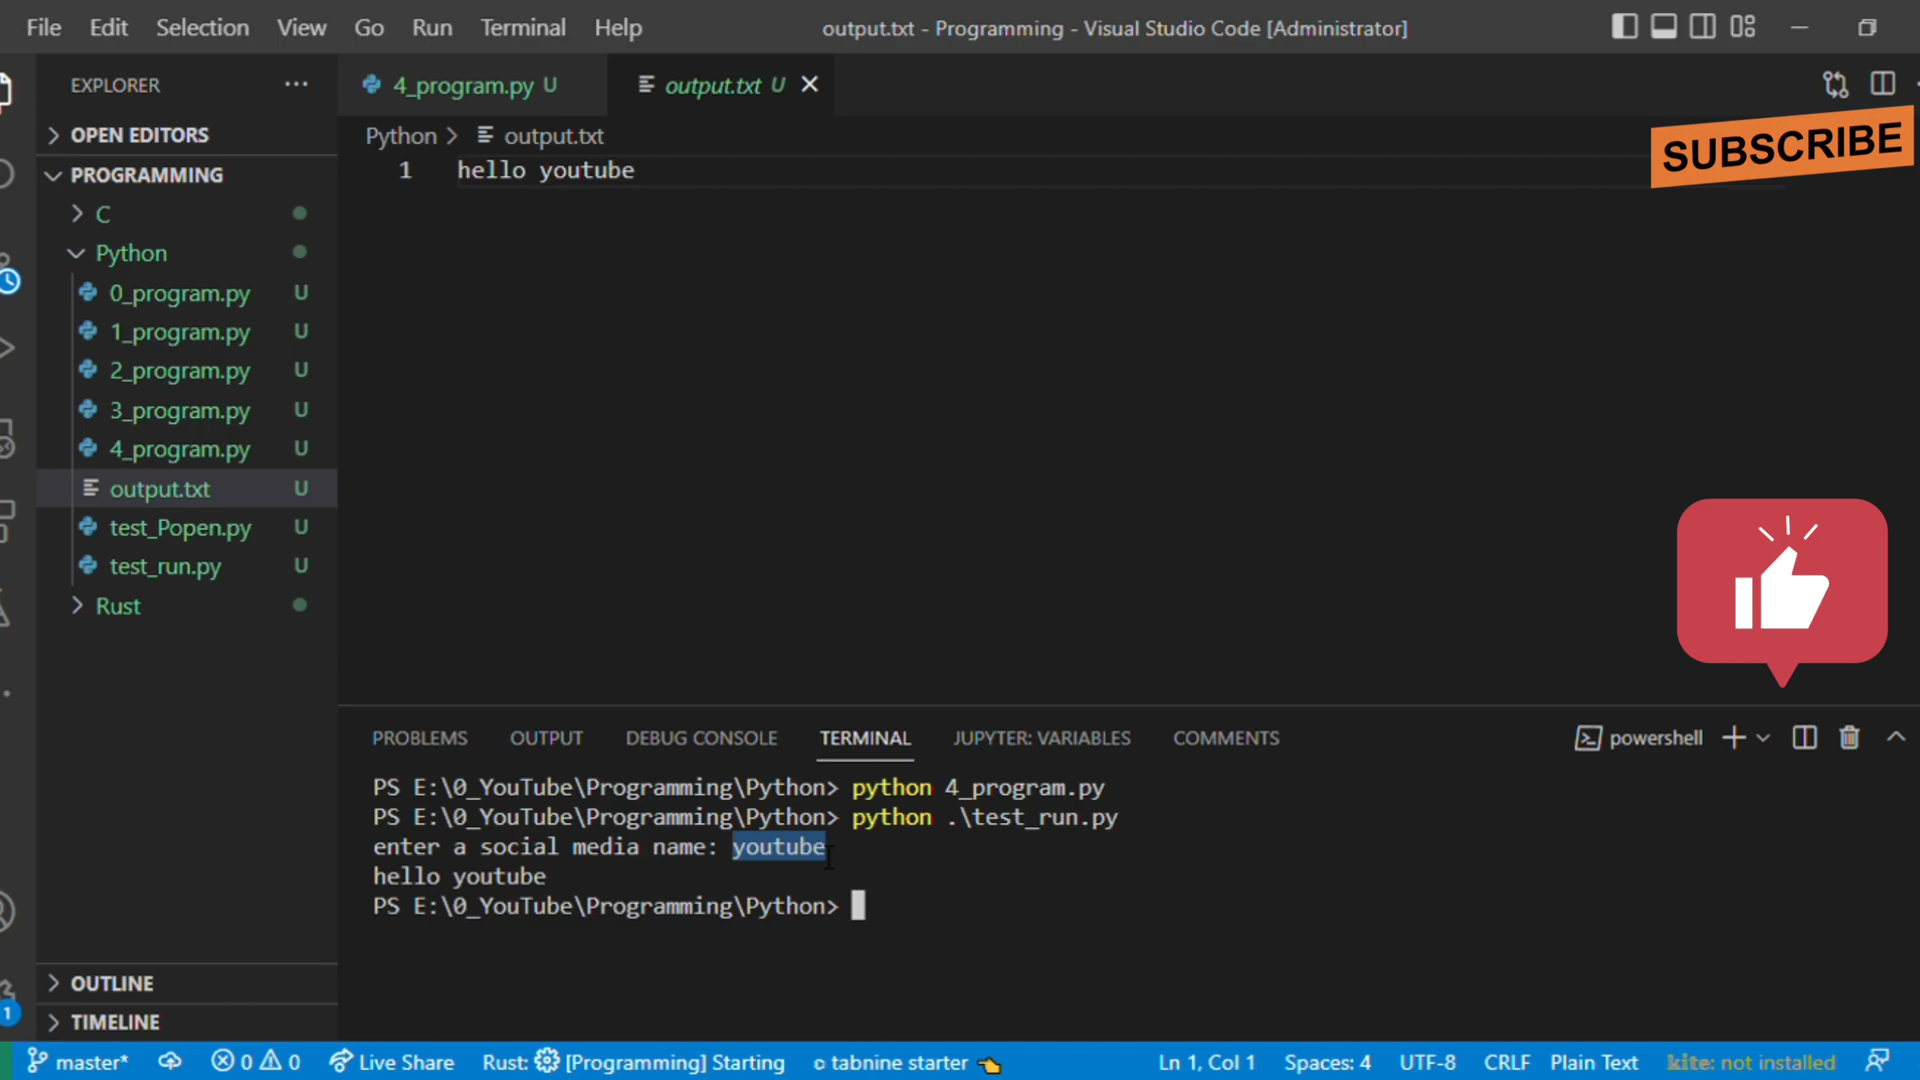 File Edit Selection View Go Run Terminal Help
output.txt - Programming - Visual Studio Code [Administrator]
EXPLORER
4_program.py U
output.txt U
SUBSCRIBE
OPEN EDITORS
Python > output.txt
1 hello youtube
PROGRAMMING
C
Python
0_program.py U
1_program.py U
2_program.py U
3_program.py U
4_program.py U
output.txt U
test_Popen.py U
test_run.py U
Rust
OUTLINE
TIMELINE
PROBLEMS OUTPUT DEBUG CONSOLE TERMINAL JUPYTER: VARIABLES COMMENTS
powershell
PS E:\0_YouTube\Programming\Python> python 4_program.py
PS E:\0_YouTube\Programming\Python> python .\test_run.py
enter a social media name: youtube
hello youtube
PS E:\0_YouTube\Programming\Python>
1
master* 0 0 Live Share Rust: [Programming] Starting tabnine starter Ln 1, Col 1 Spaces: 4 UTF-8 CRLF Plain Text kite: not installed